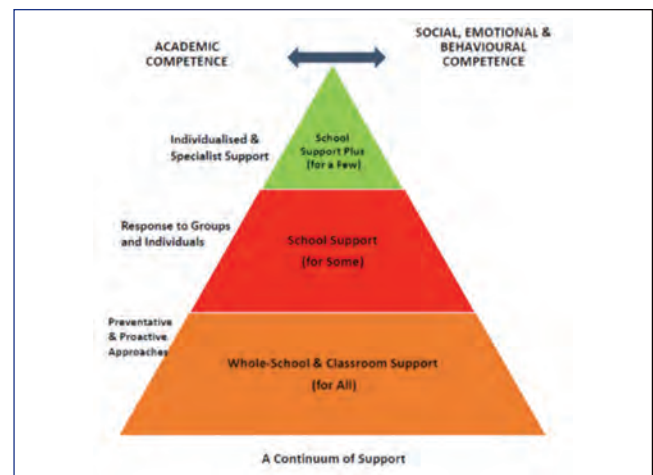 ACADEMIC
COMPETENCE
SOCIAL, EMOTIONAL &
BEHAVIOURAL
COMPETENCE
Individualised &
Specialist Support
School
Support Plus
(for a Few)
Response to Groups
and Individuals
School Support
(for Some)
Preventative
& Proactive
Approaches
Whole-School & Classroom Support
(for All)
A Continuum of Support